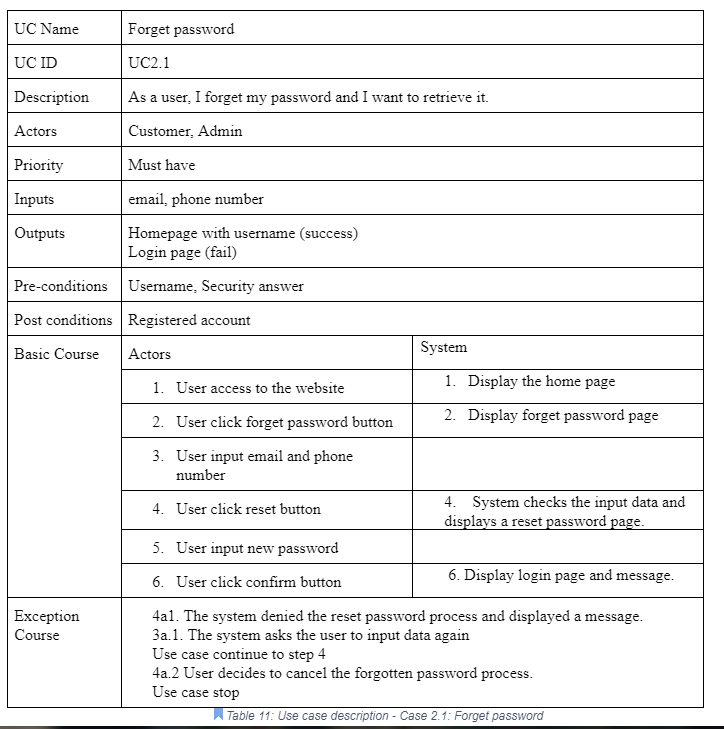 UC Name Forget password
UC ID UC2.1
Description As a user, I forget my password and I want to retrieve it.
Actors Customer, Admin
Priority Must have
Inputs email, phone number
Outputs Homepage with username (success)
Login page (fail)
Pre-conditions Username, Security answer
Post conditions Registered account
Basic Course Actors System
1. User access to the website 1. Display the home page
2. User click forget password button 2. Display forget password page
3. User input email and phone
number
4. User click reset button 4. System checks the input data and
displays a reset password page.
5. User input new password
6. User click confirm button 6. Display login page and message.
Exception
Course
4a1. The system denied the reset password process and displayed a message.
3a.1. The system asks the user to input data again
Use case continue to step 4
4a.2 User decides to cancel the forgotten password process.
Use case stop
Table 11: Use case description - Case 2.1: Forget password